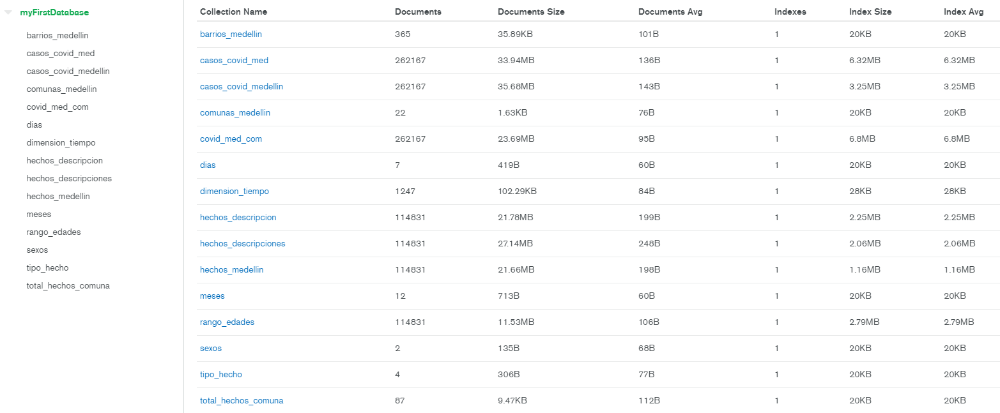 myFirstDatabase
barrios_medellin
casos_covid_med
casos_covid_medellin
comunas_medellin
covid_med_com
dias
dimension_tiempo
hechos_descripcion
hechos_descripciones
hechos_medellin
meses
rango_edades
sexos
tipo_hecho
total_hechos_comuna
Collection Name Documents Documents Size Documents Avg Indexes Index Size Index Avg
barrios_medellin 365 35.89KB 101B 1 20KB 20KB
casos_covid_med 262167 33.94MB 136B 1 6.32MB 6.32MB
casos_covid_medellin 262167 35.68MB 143B 1 3.25MB 3.25MB
comunas_medellin 22 1.63KB 76B 1 20KB 20KB
covid_med_com 262167 23.69MB 95B 1 6.8MB 6.8MB
dias 7 419B 60B 1 20KB 20KB
dimension_tiempo 1247 102.29KB 84B 1 28KB 28KB
hechos_descripcion 114831 21.78MB 199B 1 2.25MB 2.25MB
hechos_descripciones 114831 27.14MB 248B 1 2.06MB 2.06MB
hechos_medellin 114831 21.66MB 198B 1 1.16MB 1.16MB
meses 12 713B 60B 1 20KB 20KB
rango_edades 114831 11.53MB 106B 1 2.79MB 2.79MB
sexos 2 135B 68B 1 20KB 20KB
tipo_hecho 4 306B 77B 1 20KB 20KB
total_hechos_comuna 87 9.47KB 112B 1 20KB 20KB